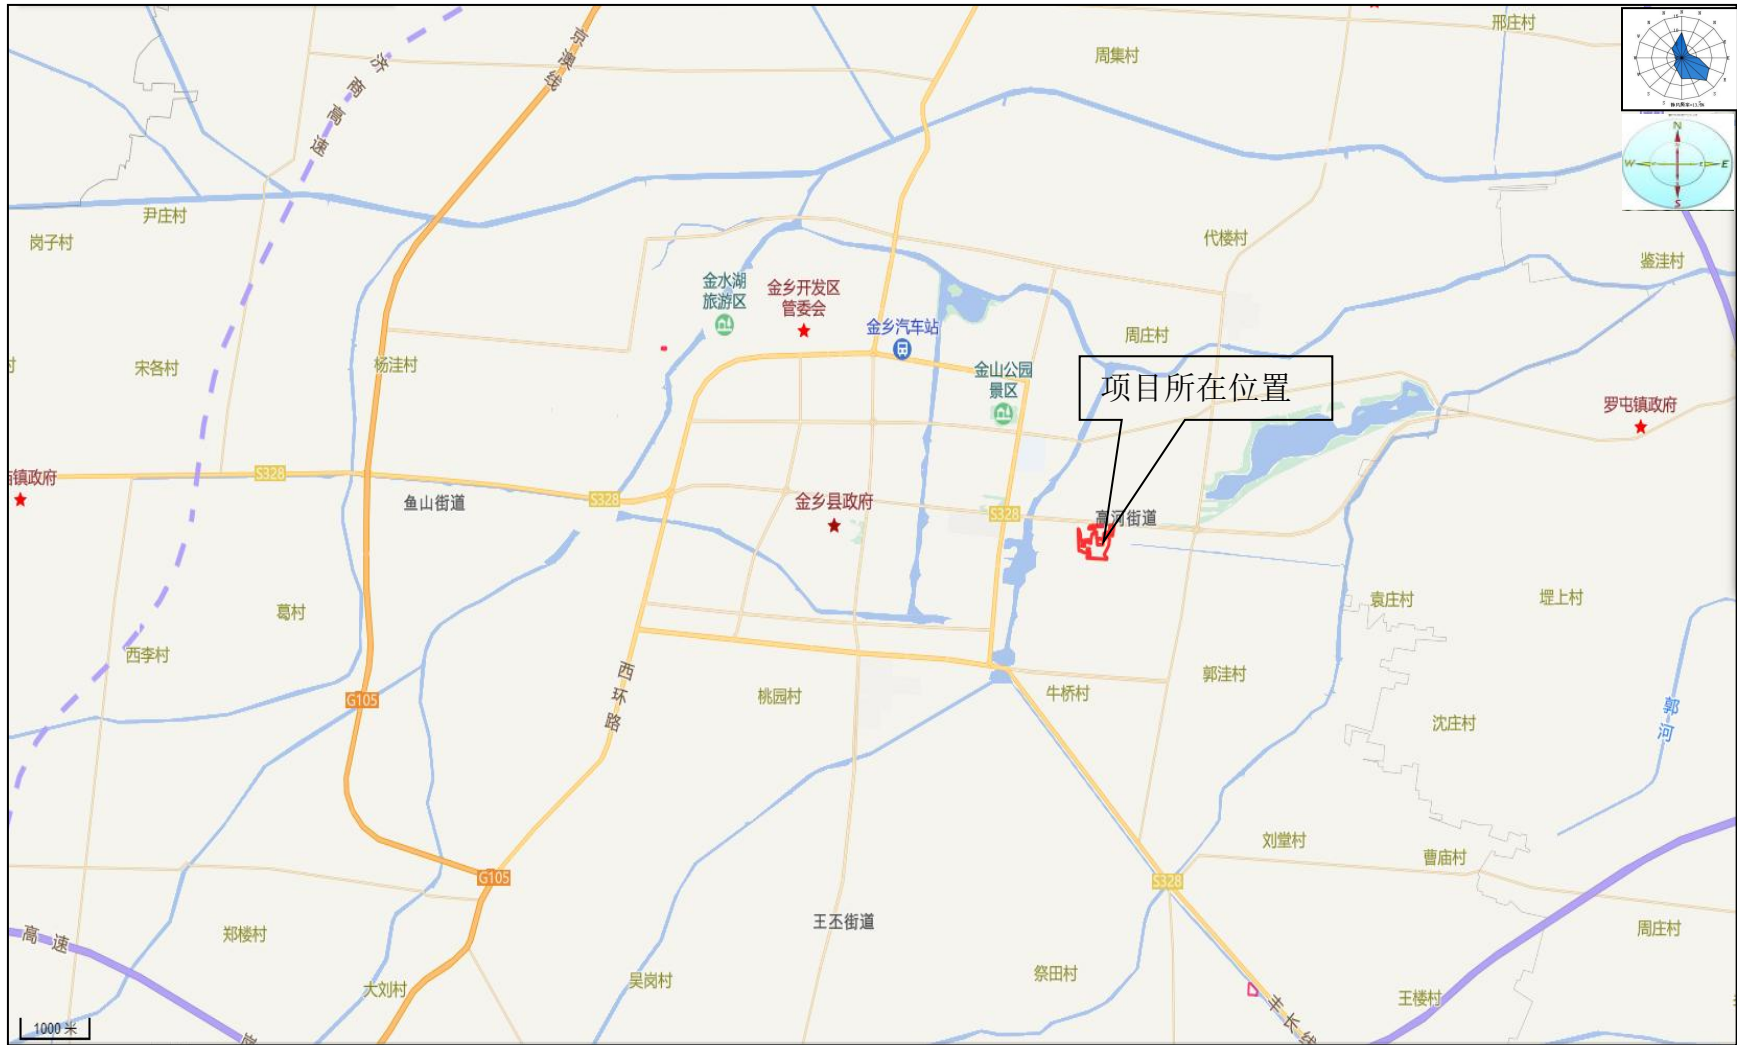 邢庄村
周集村
京澳线
济商高速
N
W
E
S
尹庄村
岗子村
代楼村
鉴洼村
金水湖
旅游区
金乡开发区
管委会
金乡汽车站
周庄村
宋各村
杨洼村
金山公园
景区
项目所在位置
罗屯镇政府
S328
镇政府
鱼山街道
S328
金乡县政府
S328
高河街道
葛村
袁庄村
堽上村
西李村
西环路
郭洼村
G105
桃园村
牛桥村
沈庄村
郭河
刘堂村
曹庙村
G105
S328
王丕街道
郑楼村
高速
周庄村
大刘村
吴岗村
祭田村
王楼村
丰长线
1000 米